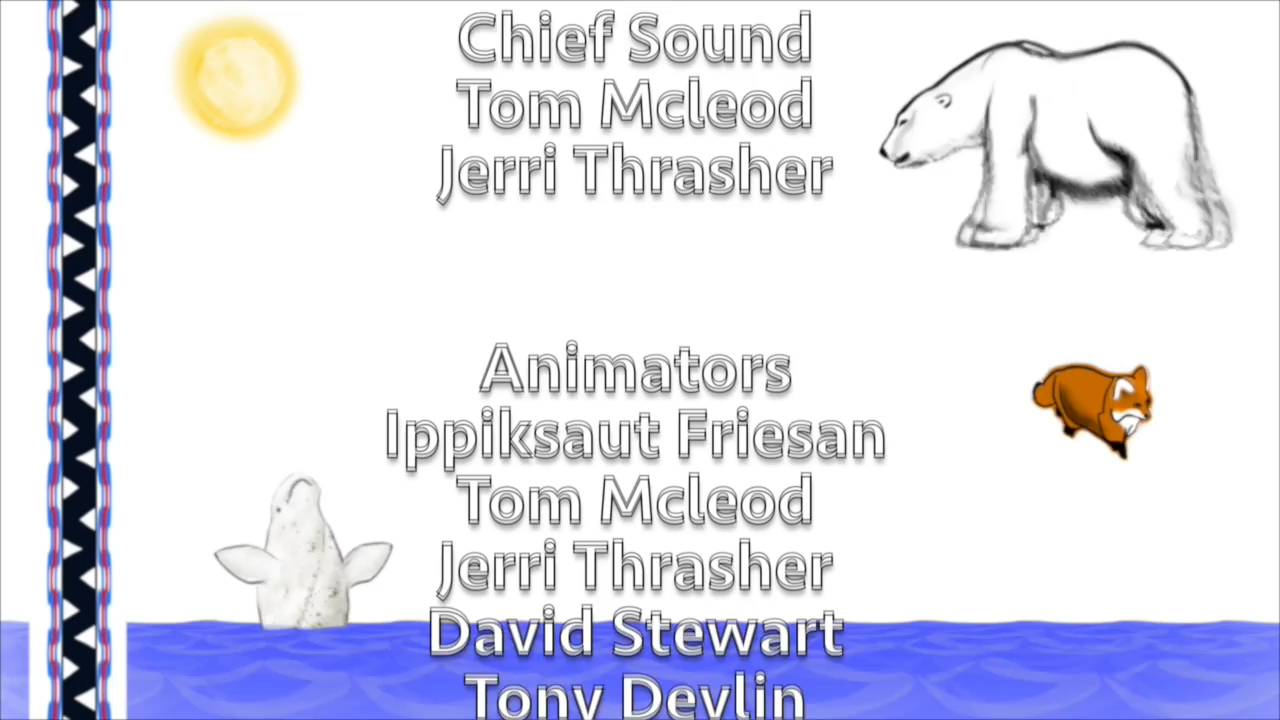 Chief Sound
Tom Mcleod
Jerri Thrasher
Animators
Ippiksaut Friesan
Tom Mcleod
Jerri Thrasher
David Stewart
Tony Devlin